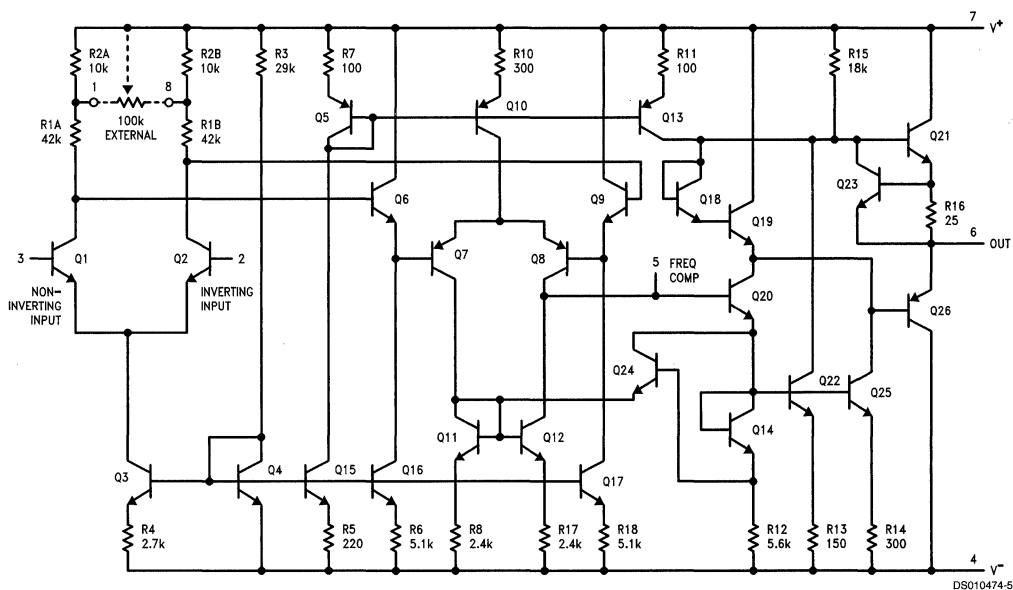 7 V+
R2A
10k
R2B
10k
R3
29k
R7
100
R10
300
R11
100
R15
18k
1
8
100k
EXTERNAL
Q5
Q10
Q13
Q21
R1A
42k
R1B
42k
Q6
Q9
Q18
Q19
Q23
R16
25
6 OUT
3
Q1
Q2
2
NON-
INVERTING
INPUT
INVERTING
INPUT
Q7
Q8
5
FREQ
COMP
Q20
Q26
Q24
Q22
Q25
Q11
Q12
Q14
Q3
Q4
Q15
Q16
Q17
R4
2.7k
R5
220
R6
5.1k
R8
2.4k
R17
2.4k
R18
5.1k
R12
5.6k
R13
150
R14
300
4 V−
DS010474-5